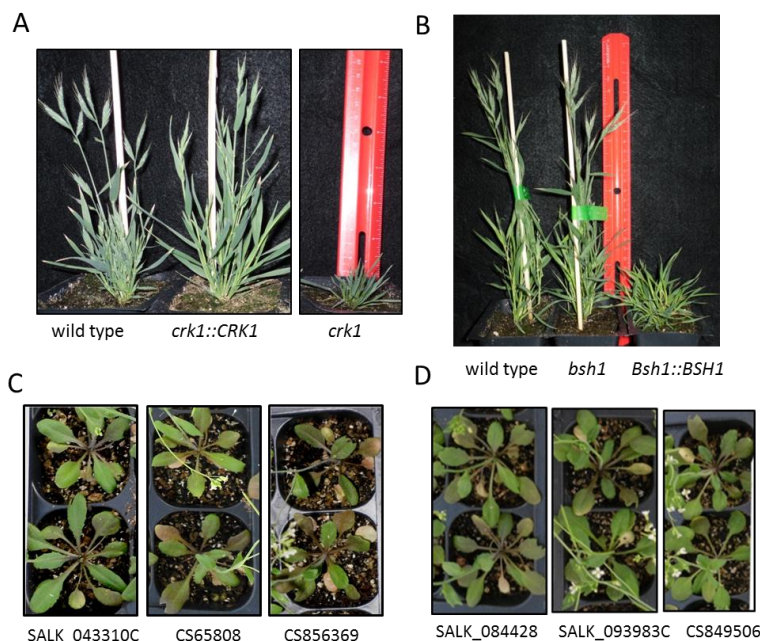 A
B
wild type
crk1::CRK1
crk1
wild type
bsh1
Bsh1::BSH1
C
D
SALK_043310C
CS65808
CS856369
SALK_084428
SALK_093983C
CS849506